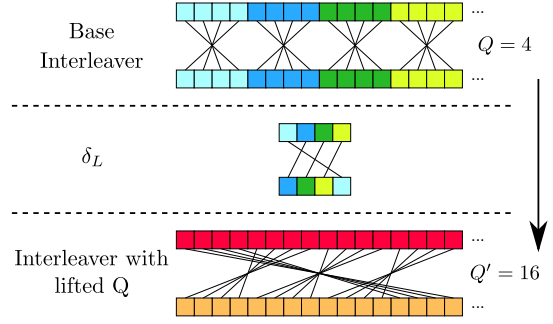 ...
Base
Interleaver
Q = 4
...
δ_L
...
Interleaver with
lifted Q
Q′ = 16
...